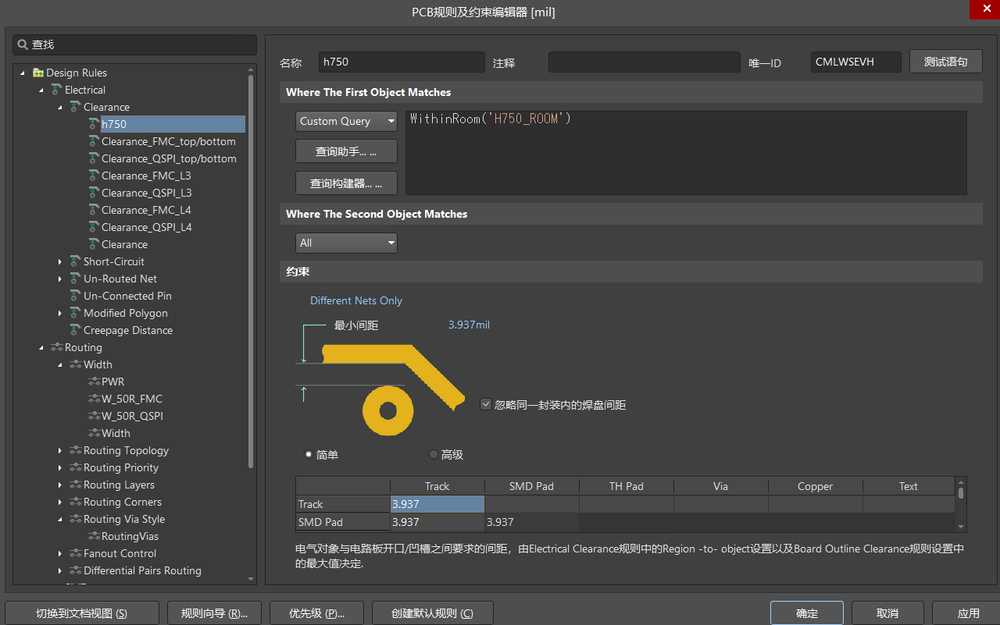 PCB规则及约束编辑器 [mil]
查找
Design Rules
Electrical
Clearance
h750
Clearance_FMC_top/bottom
Clearance_QSPI_top/bottom
Clearance_FMC_L3
Clearance_QSPI_L3
Clearance_FMC_L4
Clearance_QSPI_L4
Clearance
Short-Circuit
Un-Routed Net
Un-Connected Pin
Modified Polygon
Creepage Distance
Routing
Width
PWR
W_50R_FMC
W_50R_QSPI
Width
Routing Topology
Routing Priority
Routing Layers
Routing Corners
Routing Via Style
RoutingVias
Fanout Control
Differential Pairs Routing
名称 h750 注释 唯一ID CMLWSEVH 测试语句
Where The First Object Matches
Custom Query
WithinRoom('H750_ROOM')
查询助手... ...
查询构建器... ...
Where The Second Object Matches
All
约束
Different Nets Only
最小间距 3.937mil
忽略同一封装内的焊盘间距
简单 高级
Track SMD Pad TH Pad Via Copper Text
Track 3.937
SMD Pad 3.937 3.937
电气对象与电路板开口/凹槽之间要求的间距，由Electrical Clearance规则中的Region -to- object设置以及Board Outline Clearance规则设置中
的最大值决定.
切换到文档视图 (S) 规则向导 (R)... 优先级 (P)... 创建默认规则 (C) 确定 取消 应用